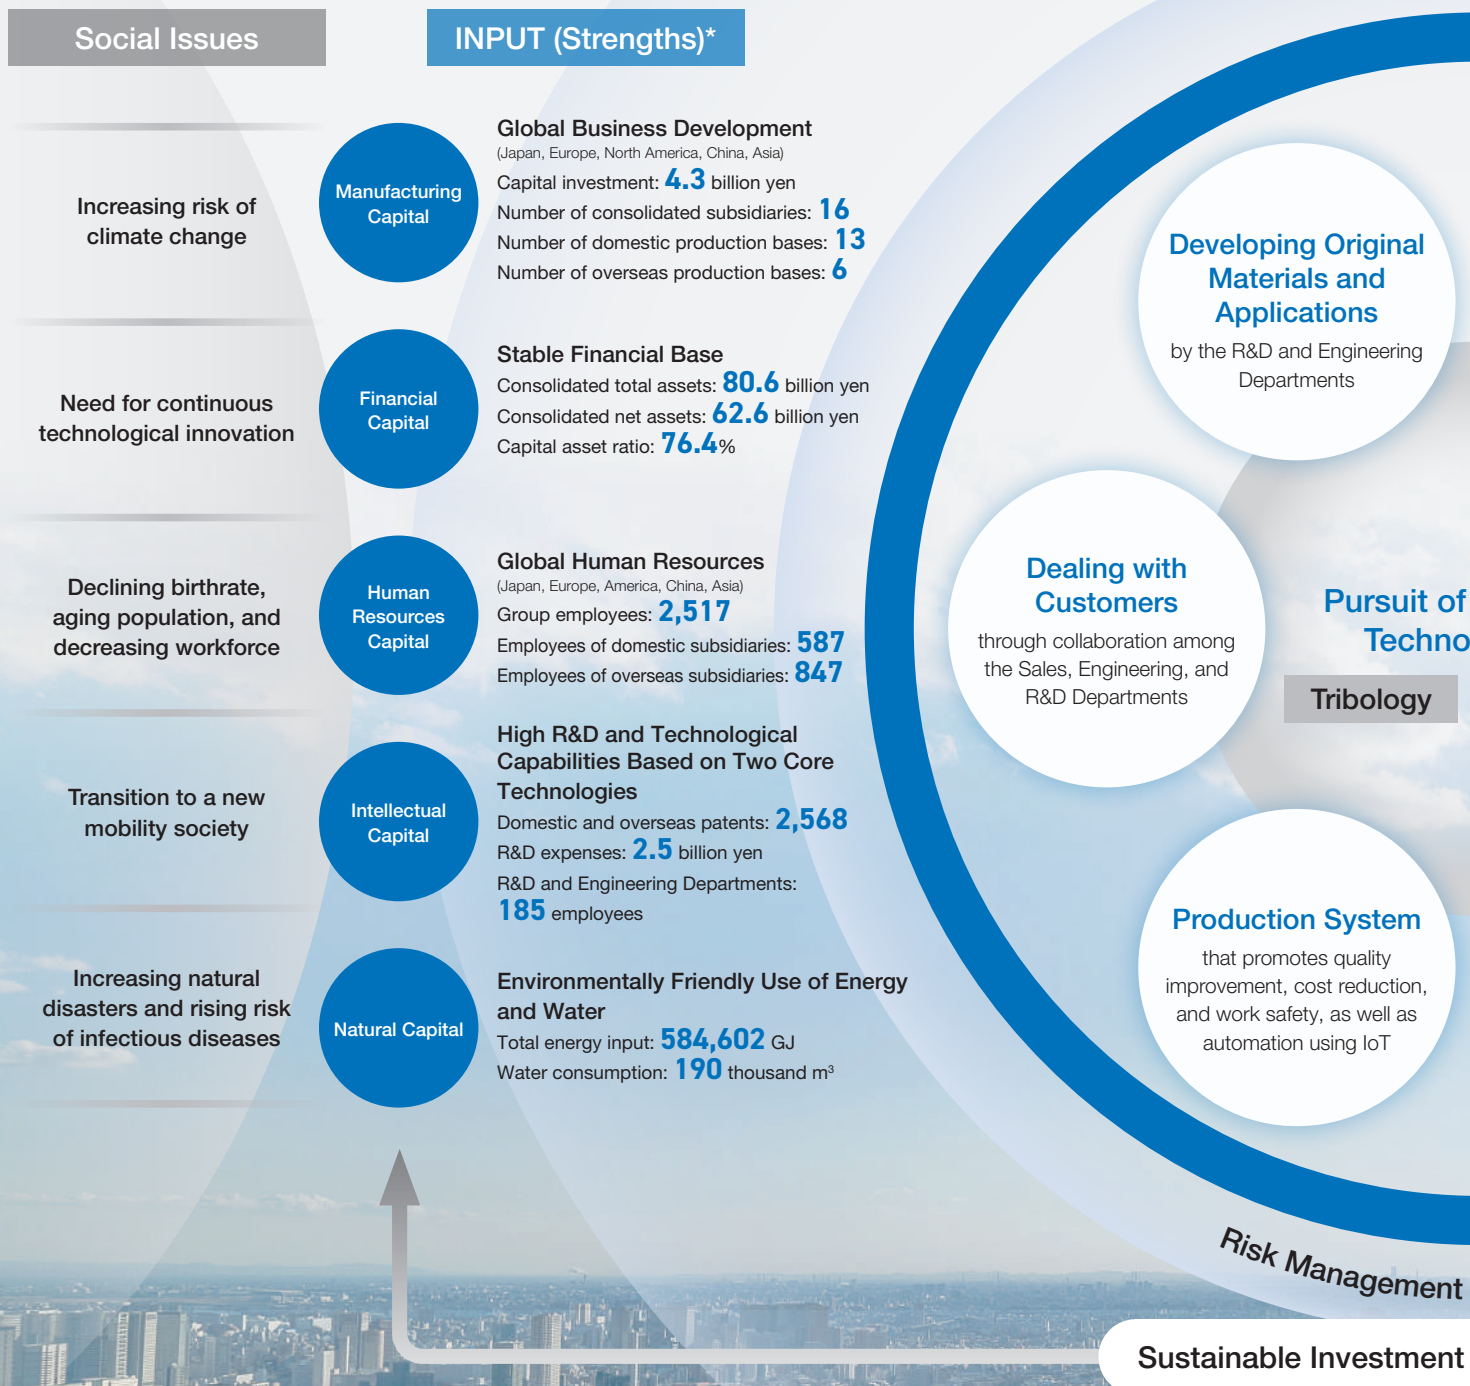 Social Issues
Increasing risk of
climate change
Need for continuous
technological innovation
Declining birthrate,
aging population, and
decreasing workforce
Transition to a new
mobility society
Increasing natural
disasters and rising risk
of infectious diseases
INPUT (Strengths)*
Manufacturing
Capital
Global Business Development
(Japan, Europe, North America, China, Asia)
Capital investment: 4.3 billion yen
Number of consolidated subsidiaries: 16
Number of domestic production bases: 13
Number of overseas production bases: 6
Financial
Capital
Stable Financial Base
Consolidated total assets: 80.6 billion yen
Consolidated net assets: 62.6 billion yen
Capital asset ratio: 76.4%
Human
Resources
Capital
Global Human Resources
(Japan, Europe, America, China, Asia)
Group employees: 2,517
Employees of domestic subsidiaries: 587
Employees of overseas subsidiaries: 847
Intellectual
Capital
High R&D and Technological
Capabilities Based on Two Core
Technologies
Domestic and overseas patents: 2,568
R&D expenses: 2.5 billion yen
R&D and Engineering Departments:
185 employees
Natural Capital
Environmentally Friendly Use of Energy
and Water
Total energy input: 584,602 GJ
Water consumption: 190 thousand m³
Developing Original
Materials and
Applications
by the R&D and Engineering
Departments
Dealing with
Customers
through collaboration among
the Sales, Engineering, and
R&D Departments
Pursuit of
Techno
Tribology
Production System
that promotes quality
improvement, cost reduction,
and work safety, as well as
automation using IoT
Risk Management
Sustainable Investment